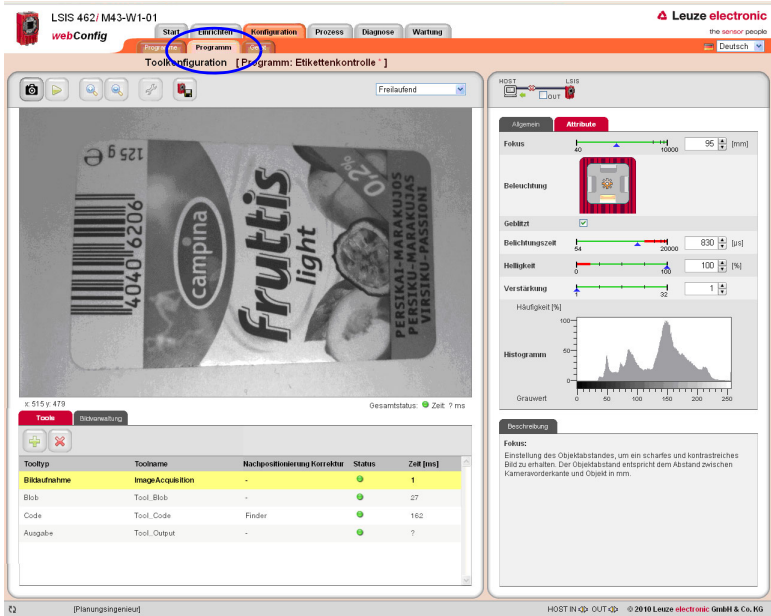 LSIS 462/ M43-W1-01
webConfig
Leuze electronic
the sensor people
Start Einrichten Konfiguration Prozess Diagnose Wartung
Programme Programm Gerät
Deutsch
Toolkonfiguration [ Programm: Etikettenkontrolle * ]
Freilaufend
HOST LSIS
OUT
125 g e
4040 6206
campina
fruttis
light
0,2%
PERSIKAI-MARAKUJOS
PERSIKU-MARAKUJAS
VIRSIKU-PASSIONI
x: 515 y: 479
Gesamtstatus: Zeit: ? ms
Tools Bildverwaltung
Tooltyp Toolname Nachpositionierung Korrektur Status Zeit [ms]
Bildaufnahme ImageAcquisition - 1
Blob Tool_Blob - 27
Code Tool_Code Finder 162
Ausgabe Tool_Output - ?
Allgemein Attribute
Fokus 40 10000 95 [mm]
Beleuchtung
Geblitzt
Belichtungszeit 54 20000 830 [µs]
Helligkeit 0 100 100 [%]
Verstärkung 1 32 1
Häufigkeit [%]
100
50
0
Histogramm
Grauwert 0 50 100 150 200 250
Beschreibung
Fokus:
Einstellung des Objektabstandes, um ein scharfes und kontrastreiches
Bild zu erhalten. Der Objektabstand entspricht dem Abstand zwischen
Kameravorderkante und Objekt in mm.
[Planungsingenieur]
HOST IN OUT © 2010 Leuze electronic GmbH & Co. KG